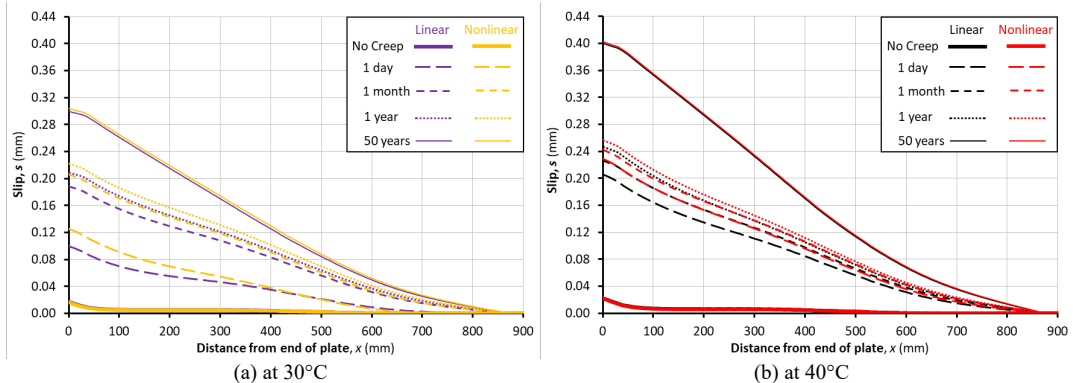 0.44
0.40
0.36
0.32
0.28
0.24
0.20
0.16
0.12
0.08
0.04
0.00
Slip, s (mm)
Linear Nonlinear
No Creep
1 day
1 month
1 year
50 years
0 100 200 300 400 500 600 700 800 900
Distance from end of plate, x (mm)
(a) at 30°C
0.44
0.40
0.36
0.32
0.28
0.24
0.20
0.16
0.12
0.08
0.04
0.00
Slip, s (mm)
Linear Nonlinear
No Creep
1 day
1 month
1 year
50 years
0 100 200 300 400 500 600 700 800 900
Distance from end of plate, x (mm)
(b) at 40°C